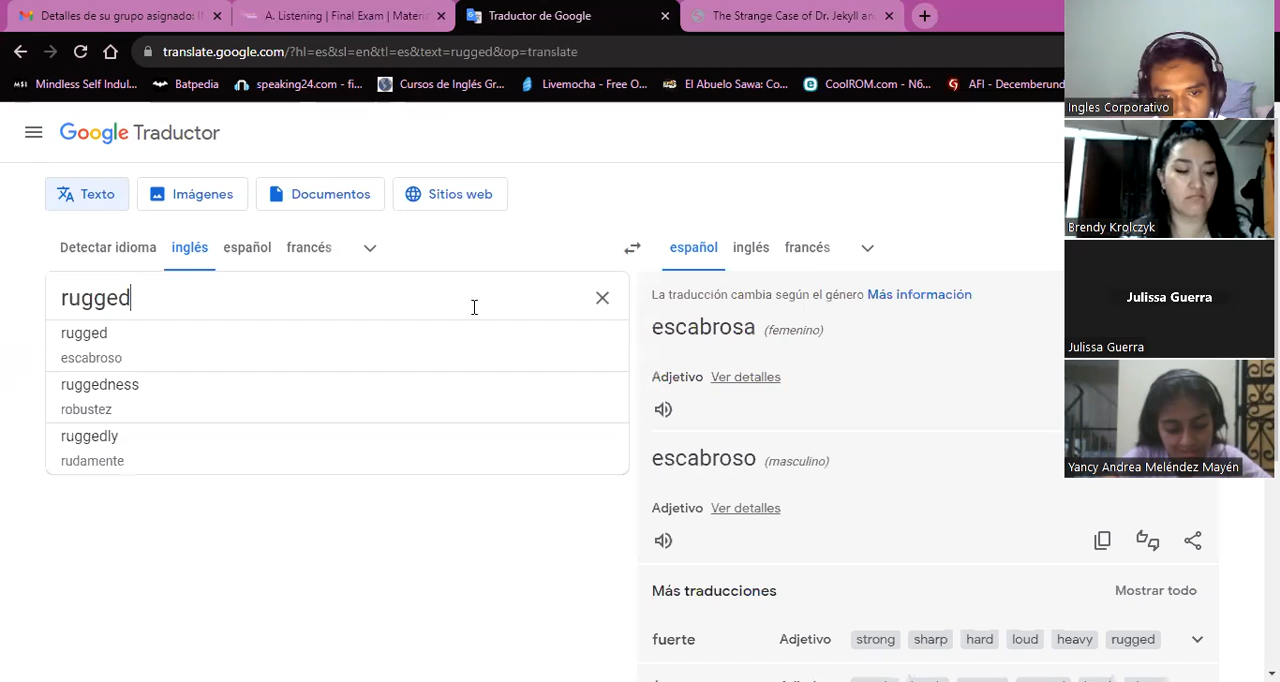 Detalles de su grupo asignado: I
A. Listening | Final Exam | Materi
Traductor de Google
The Strange Case of Dr. Jekyll an
translate.google.com/?hl=es&sl=en&tl=es&text=rugged&op=translate
Mindless Self Indul...
Batpedia
speaking24.com - fi...
Cursos de Inglés Gr...
Livemocha - Free O...
El Abuelo Sawa: Co...
CoolROM.com - N6...
AFI - Decemberund
Google Traductor
Texto
Imágenes
Documentos
Sitios web
Detectar idioma inglés español francés
español inglés francés
rugged
rugged
escabroso
ruggedness
robustez
ruggedly
rudamente
La traducción cambia según el género Más información
escabrosa (femenino)
Adjetivo Ver detalles
escabroso (masculino)
Adjetivo Ver detalles
Más traducciones Mostrar todo
fuerte Adjetivo strong sharp hard loud heavy rugged
Ingles Corporativo
Brendy Krolczyk
Julissa Guerra
Julissa Guerra
Yancy Andrea Meléndez Mayén